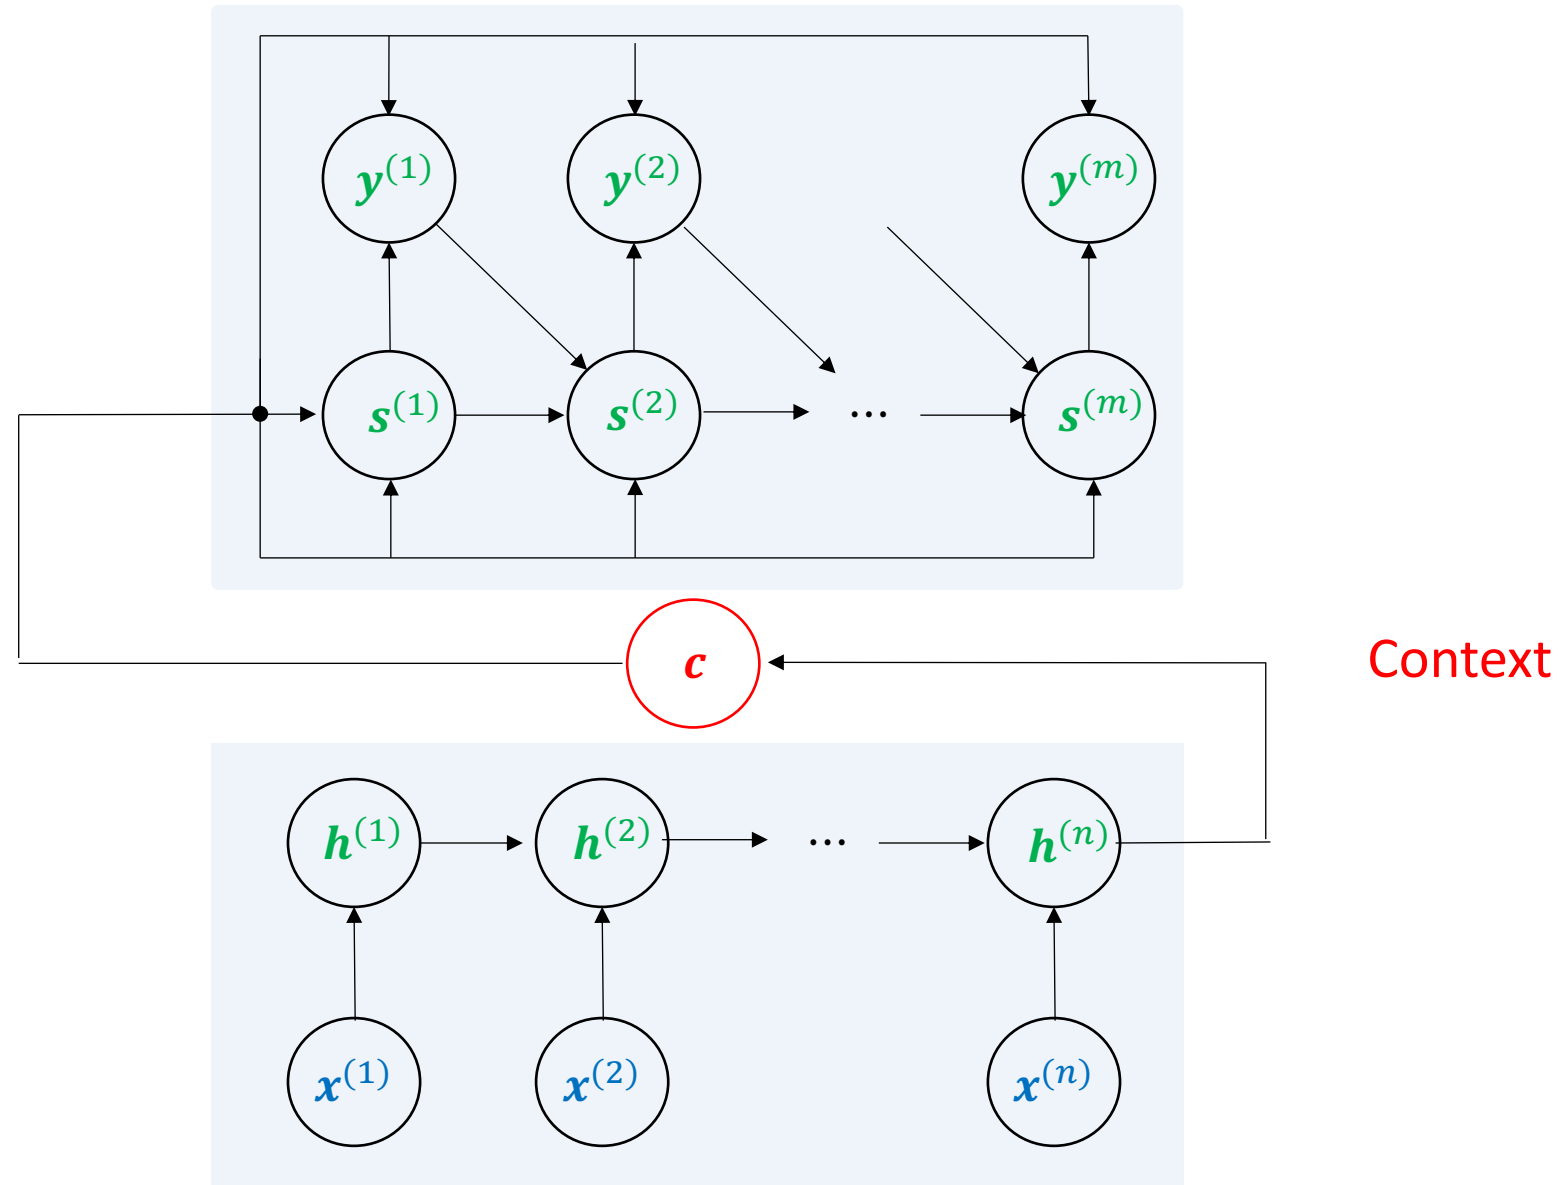 y^(1) y^(2) y^(m)
s^(1) s^(2) ... s^(m)
c Context
h^(1) h^(2) ... h^(n)
x^(1) x^(2) x^(n)